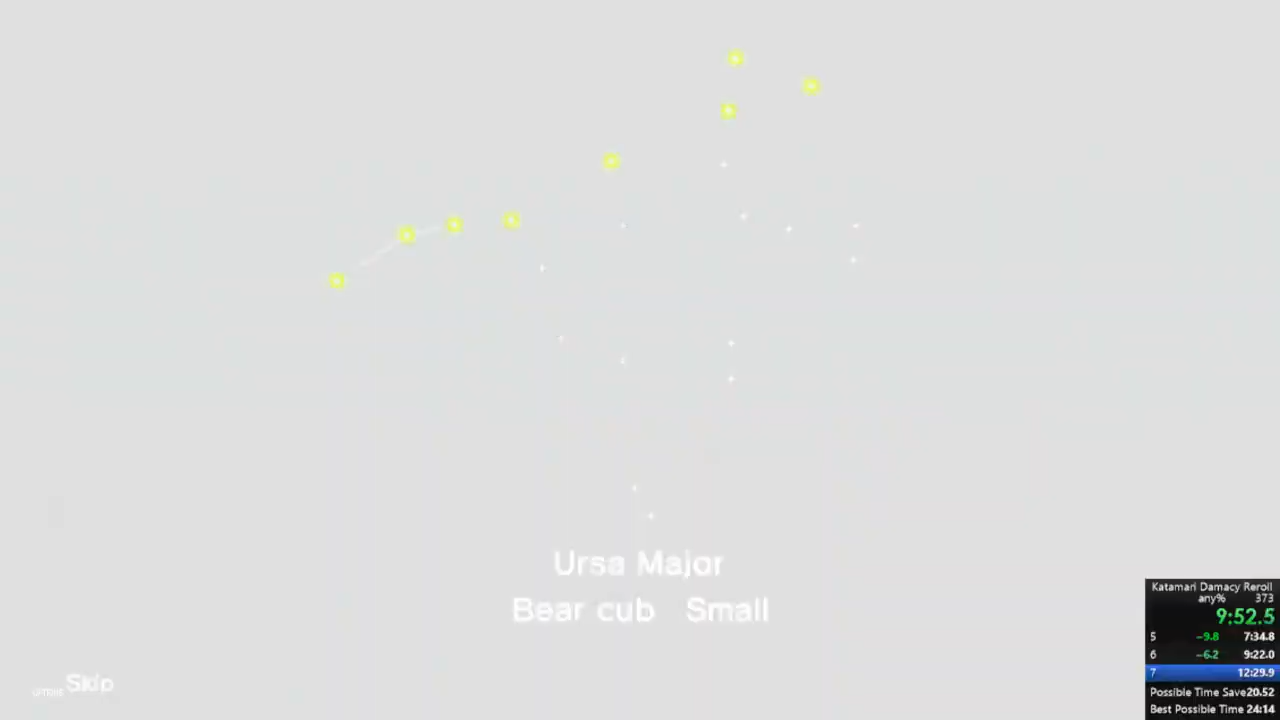 Ursa Major
Bear cub Small
OPTIONS Skip
Katamari Damacy Reroll
any% 373
9:52.5
5 -9.8 7:34.8
6 -6.2 9:22.0
7 12:29.9
Possible Time Save 20.52
Best Possible Time 24:14